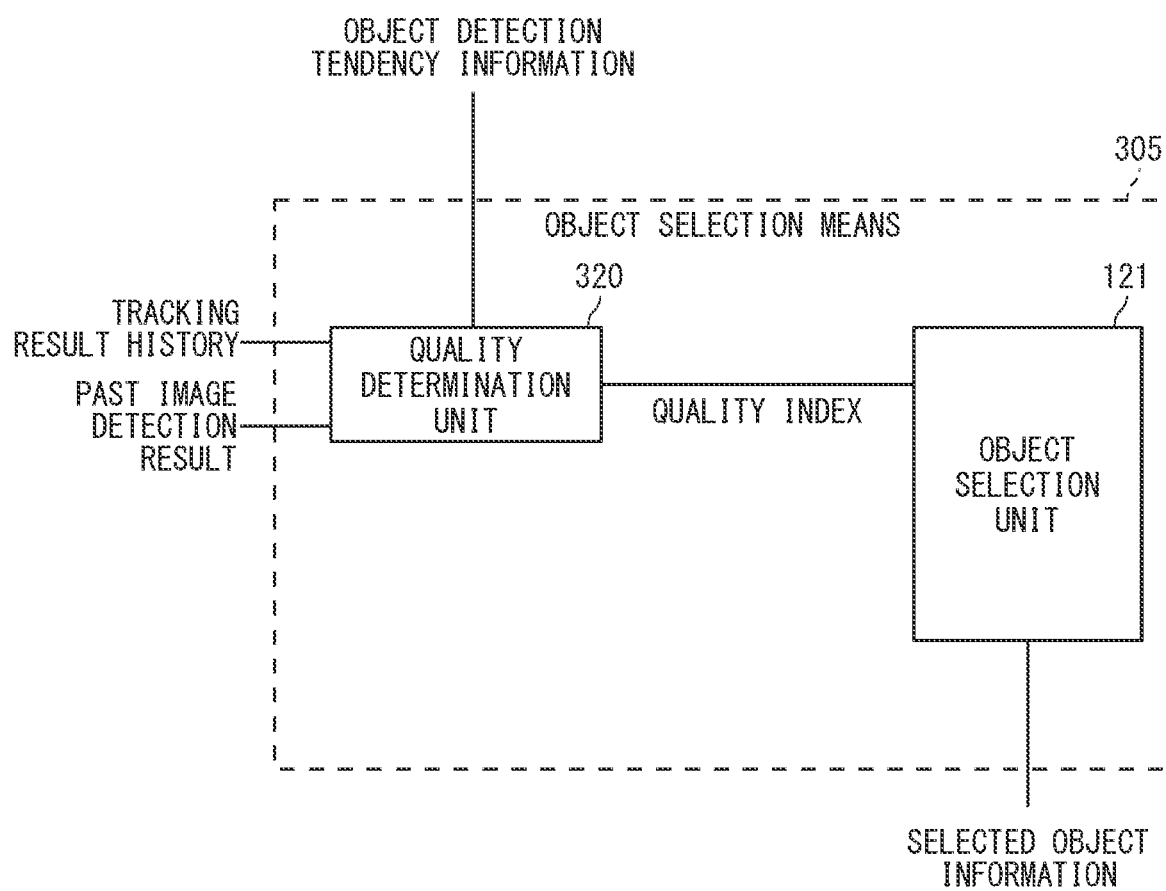 OBJECT DETECTION
TENDENCY INFORMATION
305
OBJECT SELECTION MEANS
320
121
TRACKING
RESULT HISTORY
PAST IMAGE
DETECTION
RESULT
QUALITY
DETERMINATION
UNIT
QUALITY INDEX
OBJECT
SELECTION
UNIT
SELECTED OBJECT
INFORMATION